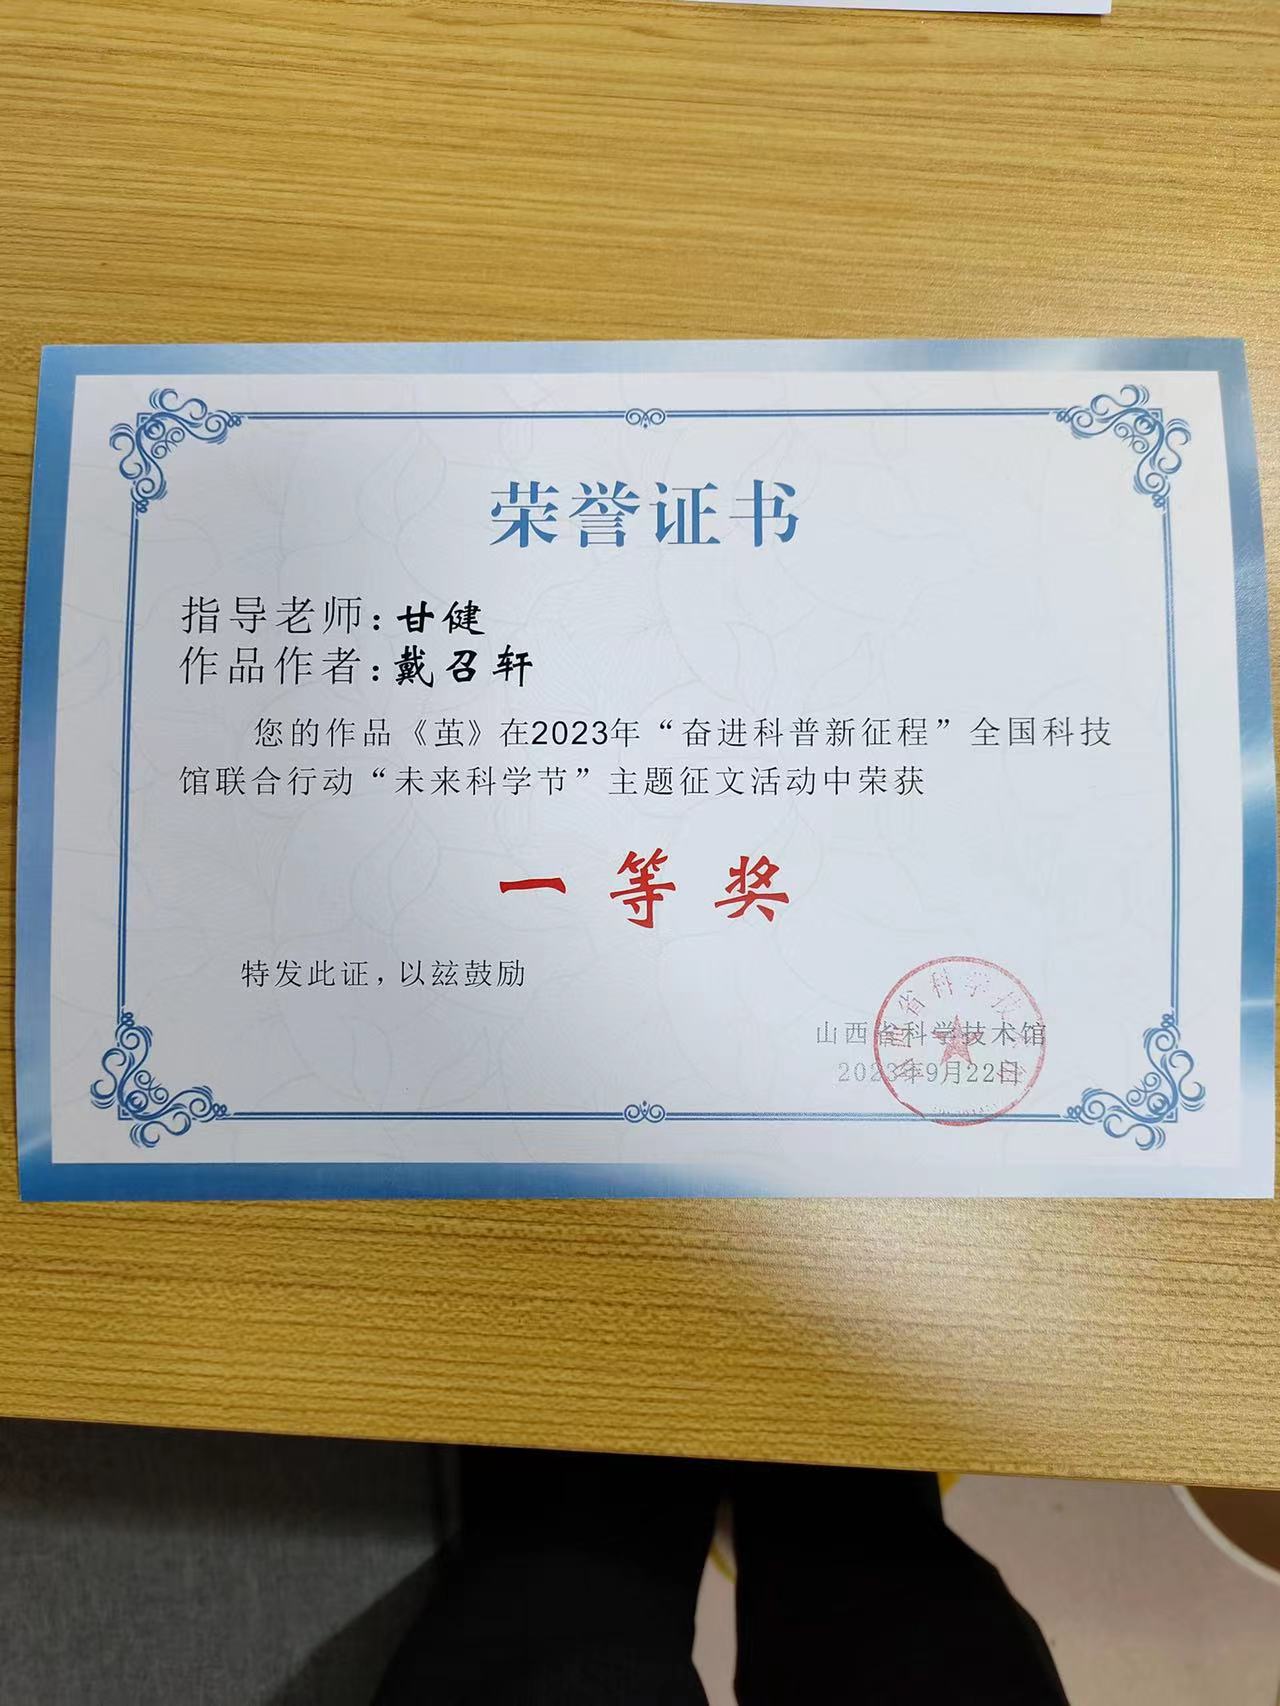 荣誉证书
指导老师:甘健
作品作者:戴召轩
您的作品《茧》在2023年“奋进科普新征程”全国科技
馆联合行动“未来科学节”主题征文活动中荣获
一等奖
特发此证,以兹鼓励
山西省科学技术馆
2023年9月22日